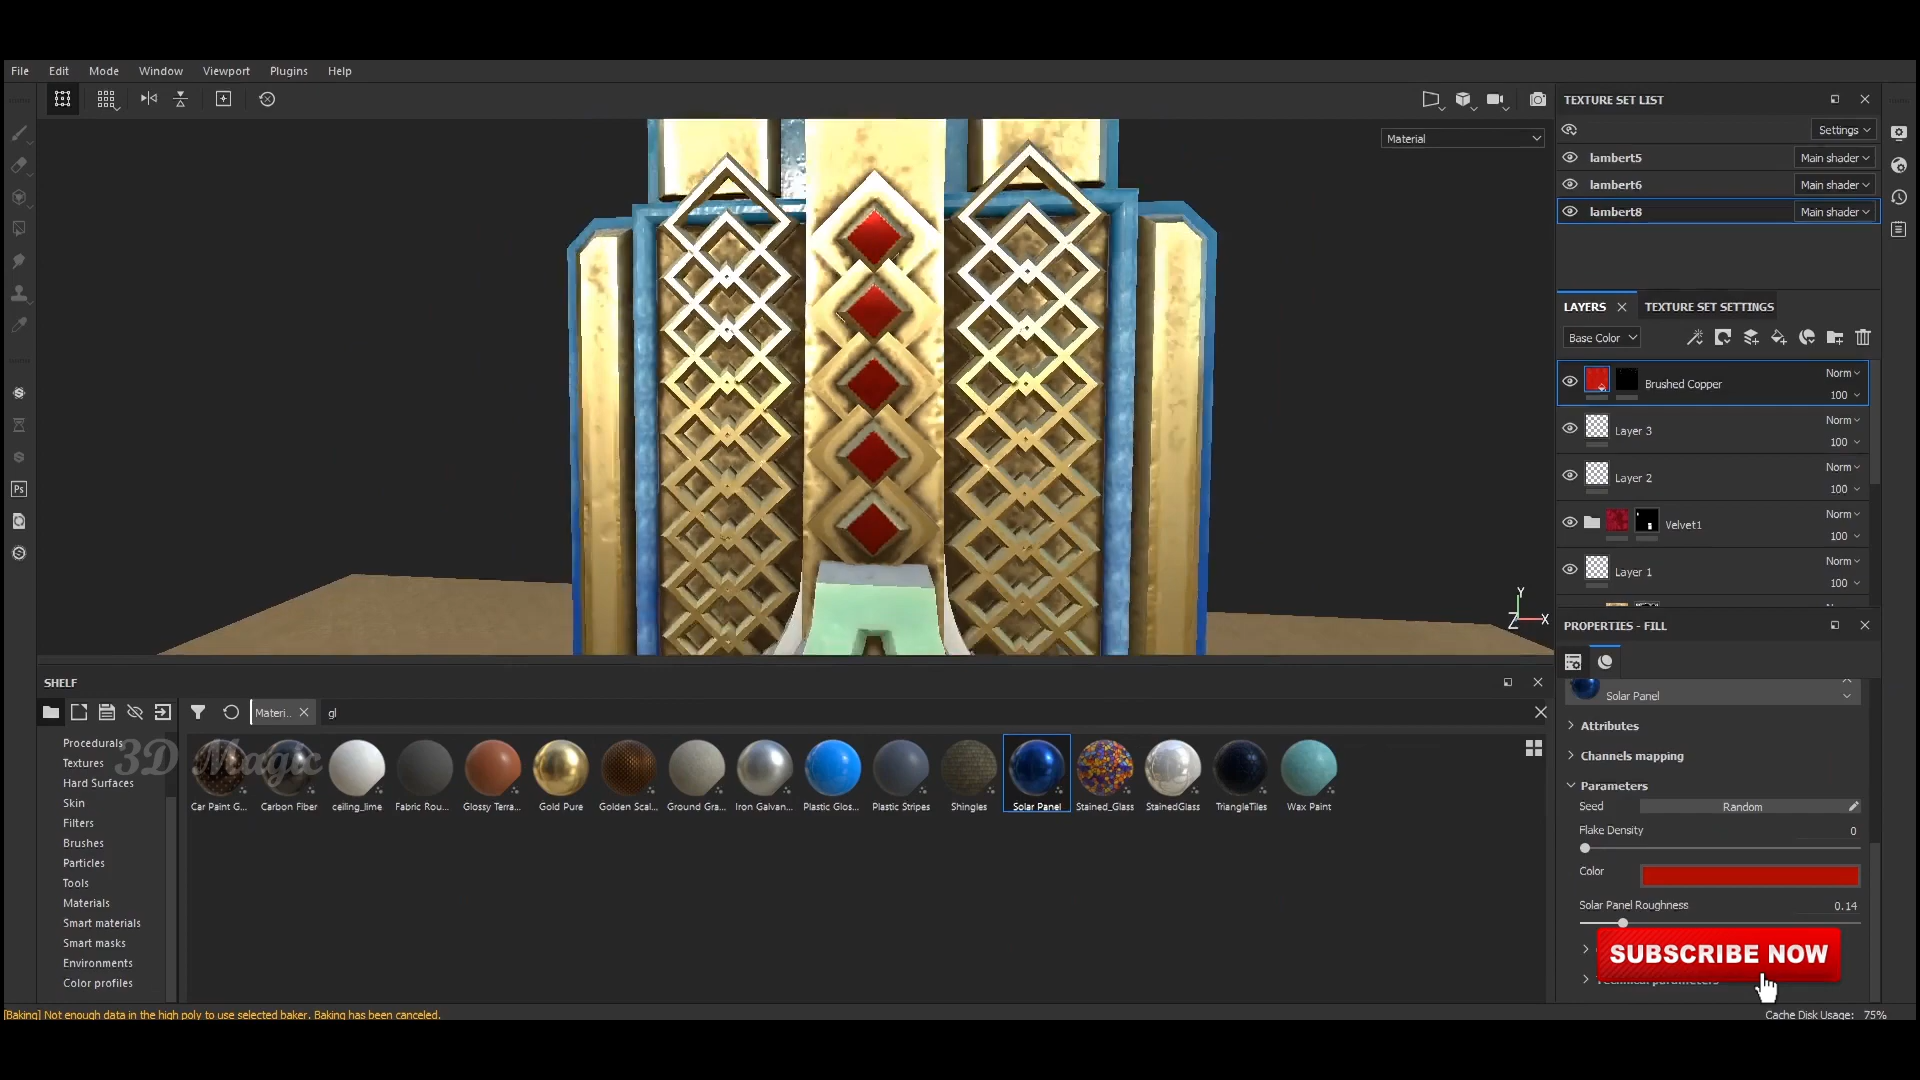 File Edit Mode Window Viewport Plugins Help
Material
TEXTURE SET LIST
Settings
lambert5 Main shader
lambert6 Main shader
lambert8 Main shader
LAYERS TEXTURE SET SETTINGS
Base Color
Brushed Copper Norm 100
Layer 3 Norm 100
Layer 2 Norm 100
Velvet1 Norm 100
Layer 1 Norm 100
Y
Z X
PROPERTIES - FILL
Solar Panel
Attributes
Channels mapping
Parameters
Seed Random
Flake Density 0
Color
Solar Panel Roughness 0.14
SUBSCRIBE NOW
Technical parameters
Ps
SHELF
Materi.. gl
Procedurals
Textures
Hard Surfaces
Skin
Filters
Brushes
Particles
Tools
Materials
Smart materials
Smart masks
Environments
Color profiles
3D Magic
Car Paint G... Carbon Fiber ceiling_lime Fabric Rou... Glossy Terra... Gold Pure Golden Scal... Ground Gra... Iron Galvan... Plastic Glos... Plastic Stripes Shingles Solar Panel Stained_Glass StainedGlass TriangleTiles Wax Paint
[Baking] Not enough data in the high poly to use selected baker. Baking has been canceled.
Cache Disk Usage: 75%